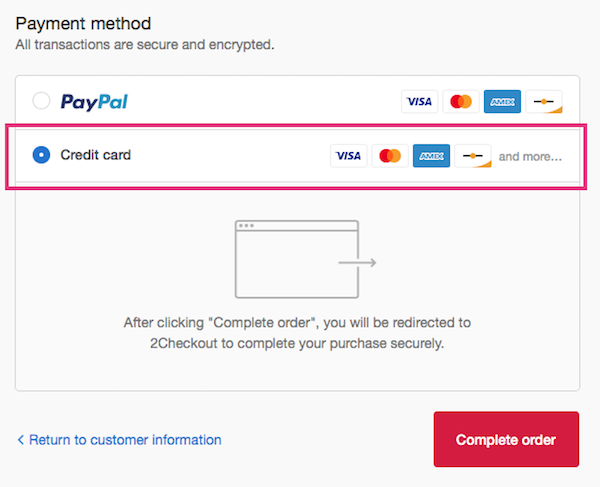 Payment method
All transactions are secure and encrypted.
PayPal VISA AMEX
Credit card VISA AMEX and more...
After clicking "Complete order", you will be redirected to
2Checkout to complete your purchase securely.
< Return to customer information Complete order